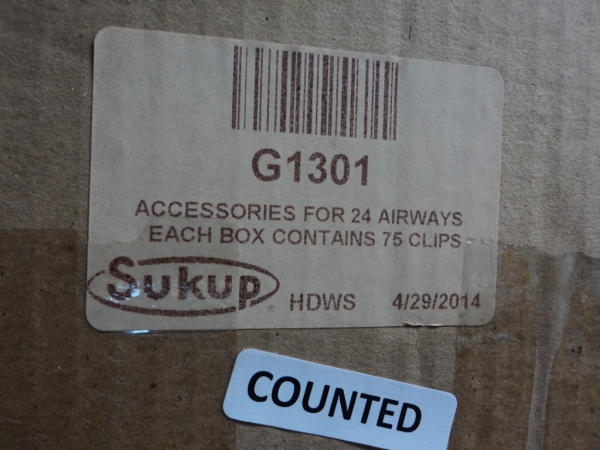 G1301
ACCESSORIES FOR 24 AIRWAYS
EACH BOX CONTAINS 75 CLIPS
Sukup® HDWS 4/29/2014
COUNTED